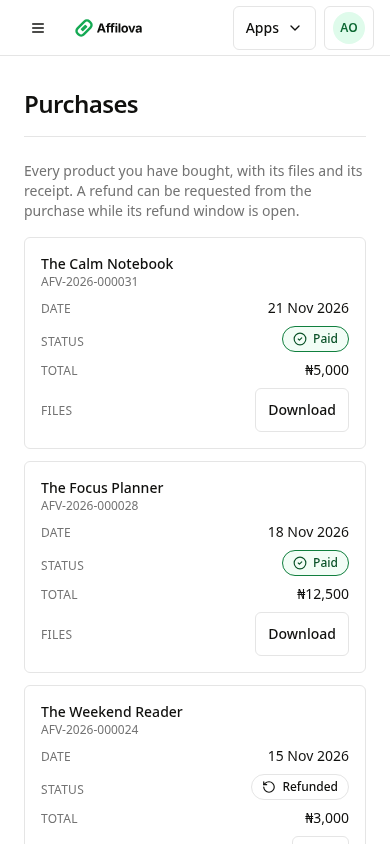 Affilova
Apps
AO
Purchases
Every product you have bought, with its files and its
receipt. A refund can be requested from the
purchase while its refund window is open.
The Calm Notebook
AFV-2026-000031
DATE 21 Nov 2026
STATUS Paid
TOTAL ₦5,000
FILES Download
The Focus Planner
AFV-2026-000028
DATE 18 Nov 2026
STATUS Paid
TOTAL ₦12,500
FILES Download
The Weekend Reader
AFV-2026-000024
DATE 15 Nov 2026
STATUS Refunded
TOTAL ₦3,000